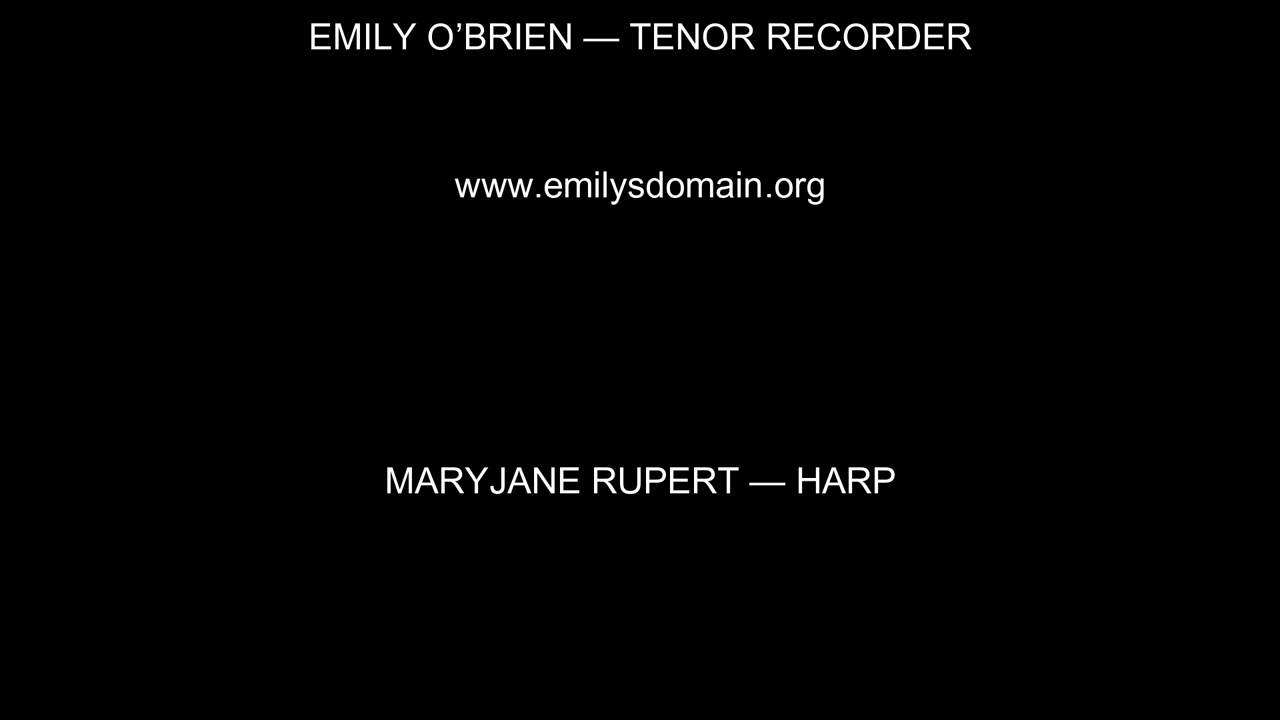 EMILY O’BRIEN — TENOR RECORDER
www.emilysdomain.org
MARYJANE RUPERT — HARP